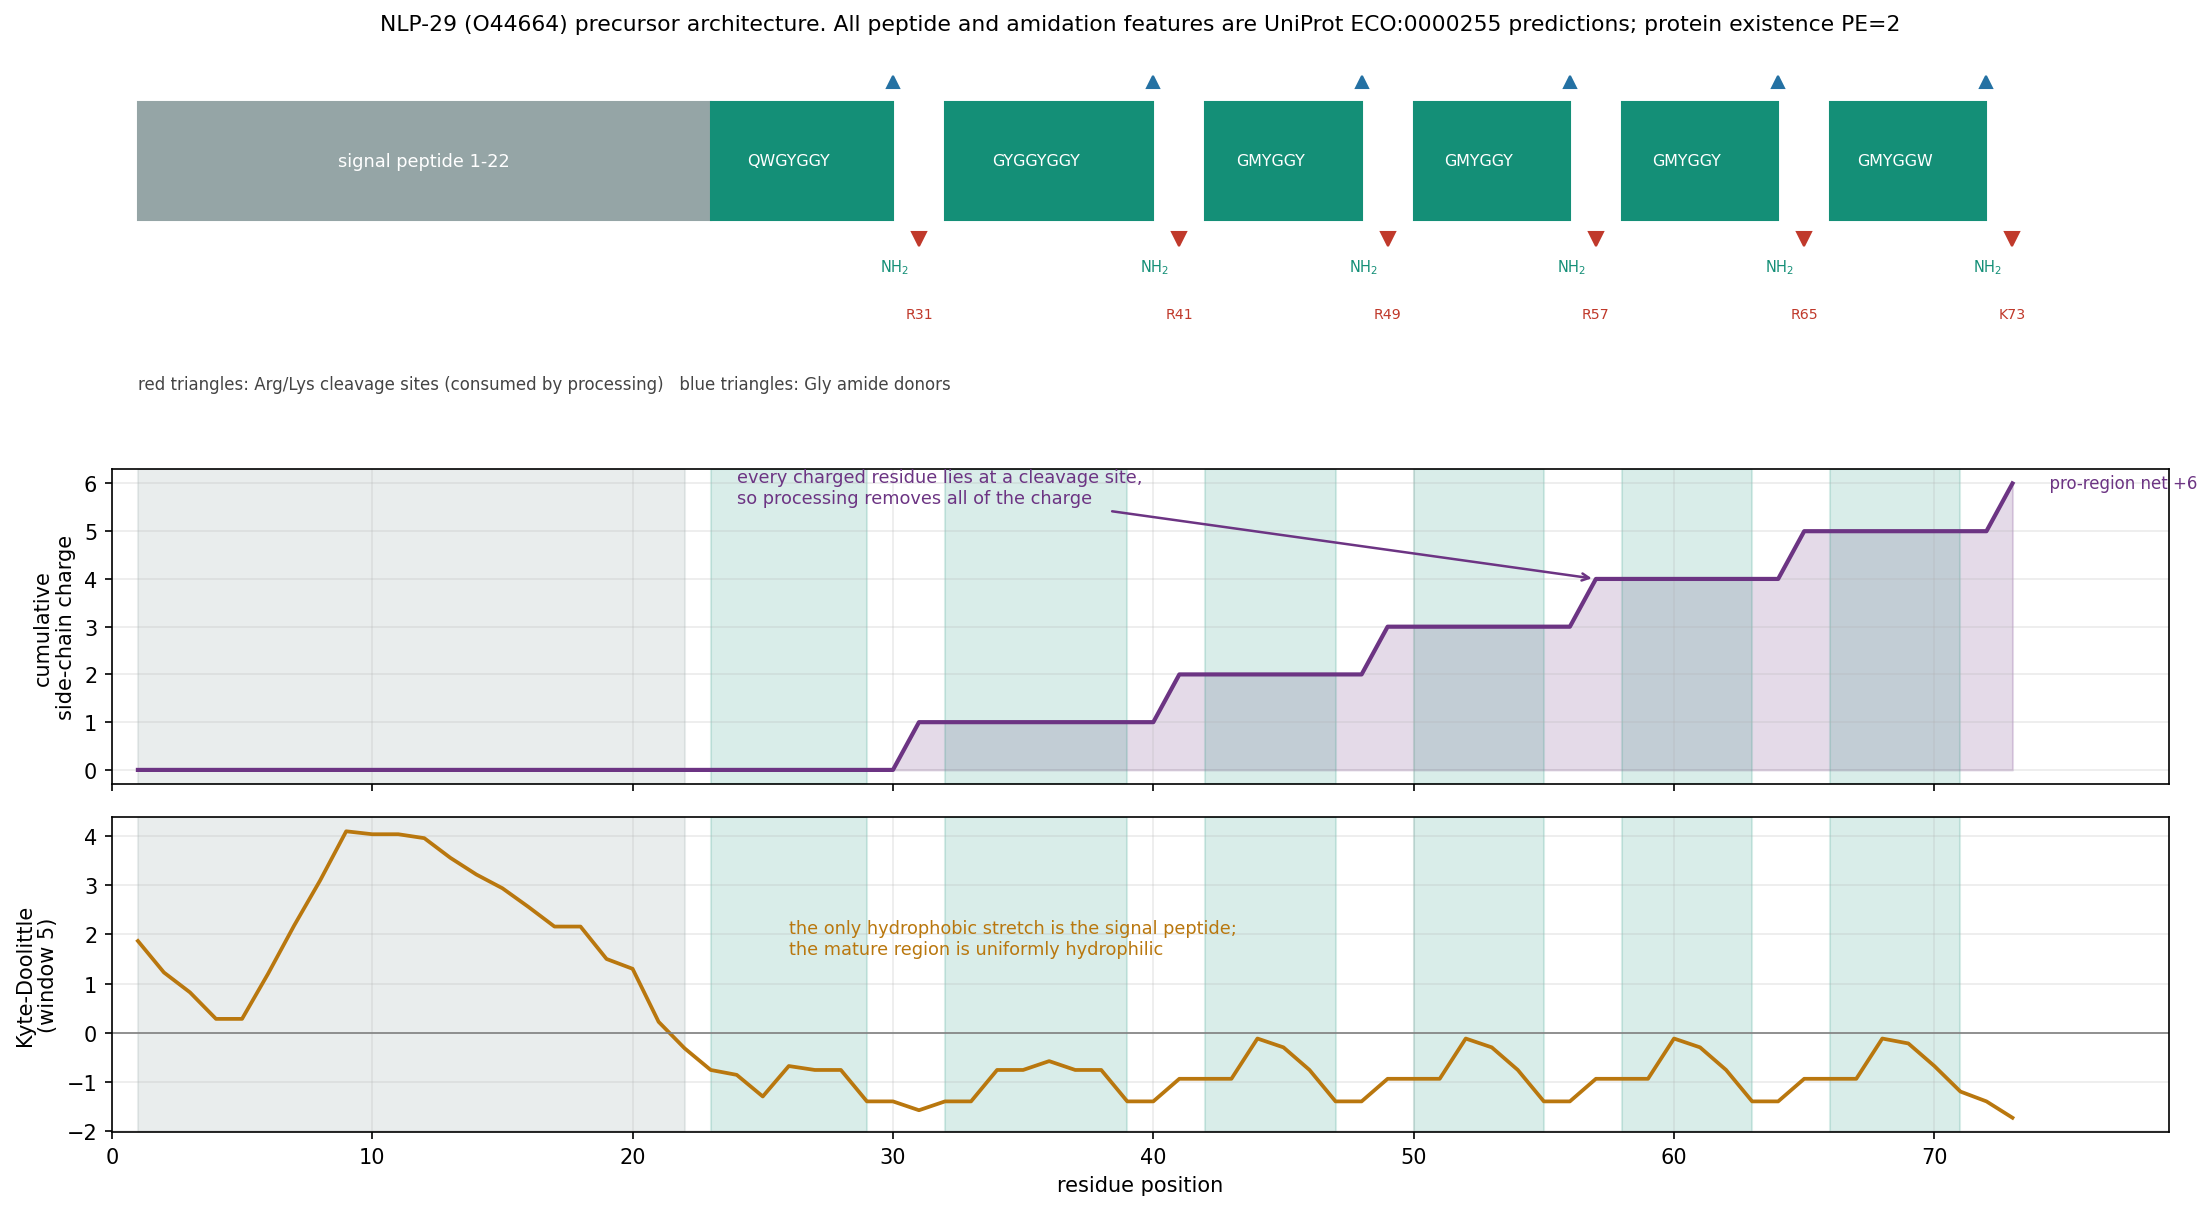 NLP-29 (O44664) precursor architecture. All peptide and amidation features are UniProt ECO:0000255 predictions; protein existence PE=2
signal peptide 1-22
QWGYGGY
GYGGYGGY
GMYGGY
GMYGGY
GMYGGY
GMYGGW
NH₂
NH₂
NH₂
NH₂
NH₂
NH₂
R31
R41
R49
R57
R65
K73
red triangles: Arg/Lys cleavage sites (consumed by processing) blue triangles: Gly amide donors
cumulative
side-chain charge
6
5
4
3
2
1
0
every charged residue lies at a cleavage site,
so processing removes all of the charge
pro-region net +6
Kyte-Doolittle
(window 5)
4
3
2
1
0
−1
−2
the only hydrophobic stretch is the signal peptide;
the mature region is uniformly hydrophilic
0
10
20
30
40
50
60
70
residue position